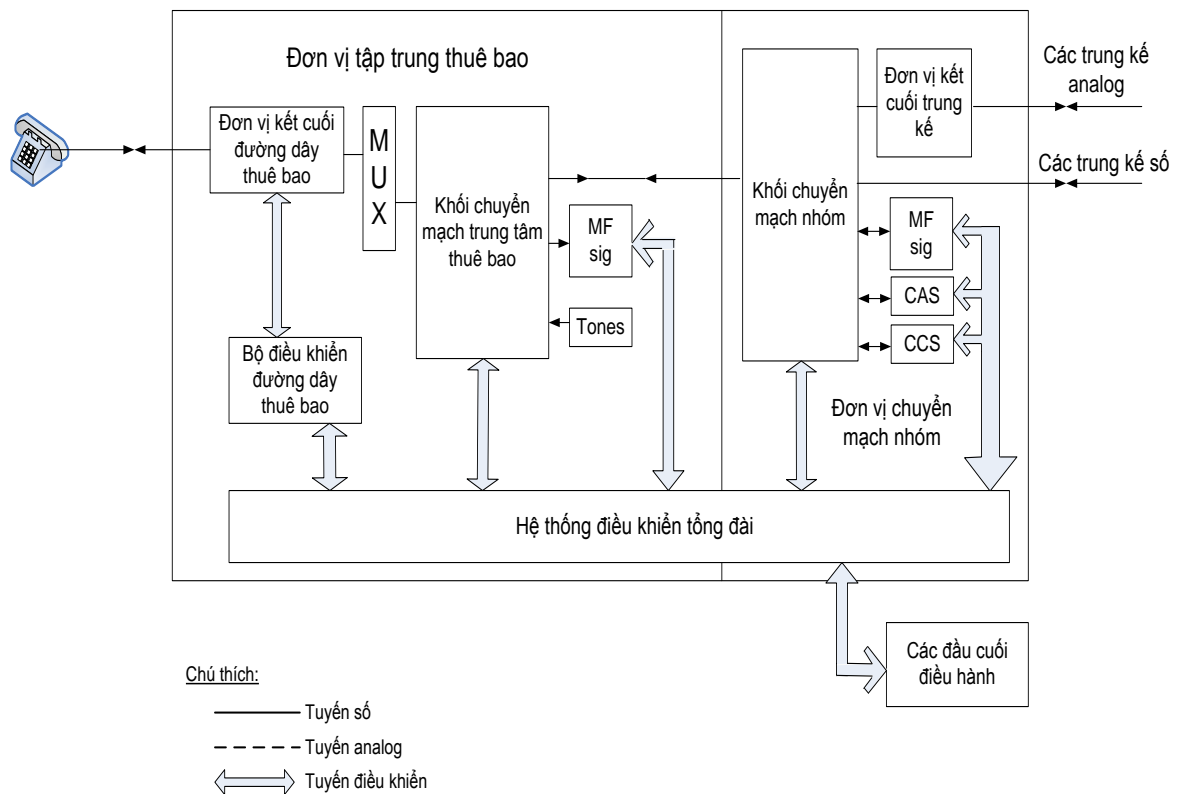 Đơn vị tập trung thuê bao
Đơn vị kết cuối
đường dây
thuê bao
M
U
X
Khối chuyển
mạch trung tâm
thuê bao
MF
sig
Tones
Bộ điều khiển
đường dây
thuê bao
Khối chuyển
mạch nhóm
Đơn vị kết
cuối trung
kế
Các trung kế
analog
Các trung kế số
MF
sig
CAS
CCS
Đơn vị chuyển
mạch nhóm
Hệ thống điều khiển tổng đài
Các đầu cuối
điều hành
Chú thích:
Tuyến số
Tuyến analog
Tuyến điều khiển